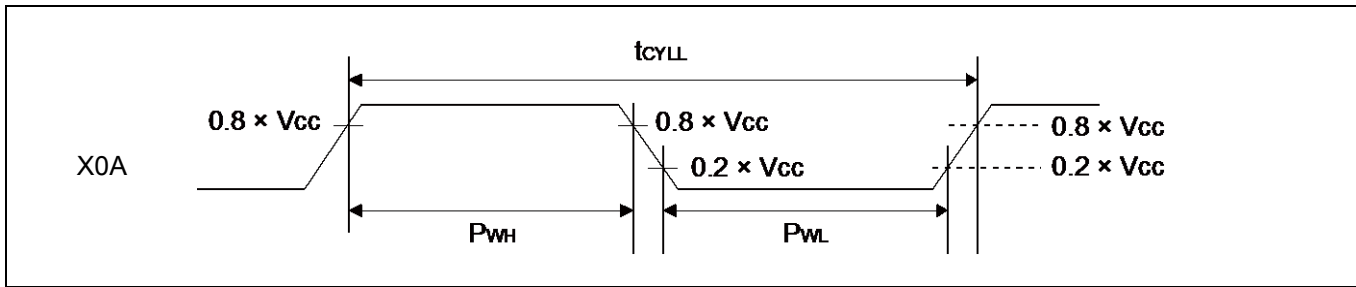 tCYLL
0.8 × Vcc
0.8 × Vcc
0.8 × Vcc
X0A
0.2 × Vcc
0.2 × Vcc
PWH
PWL